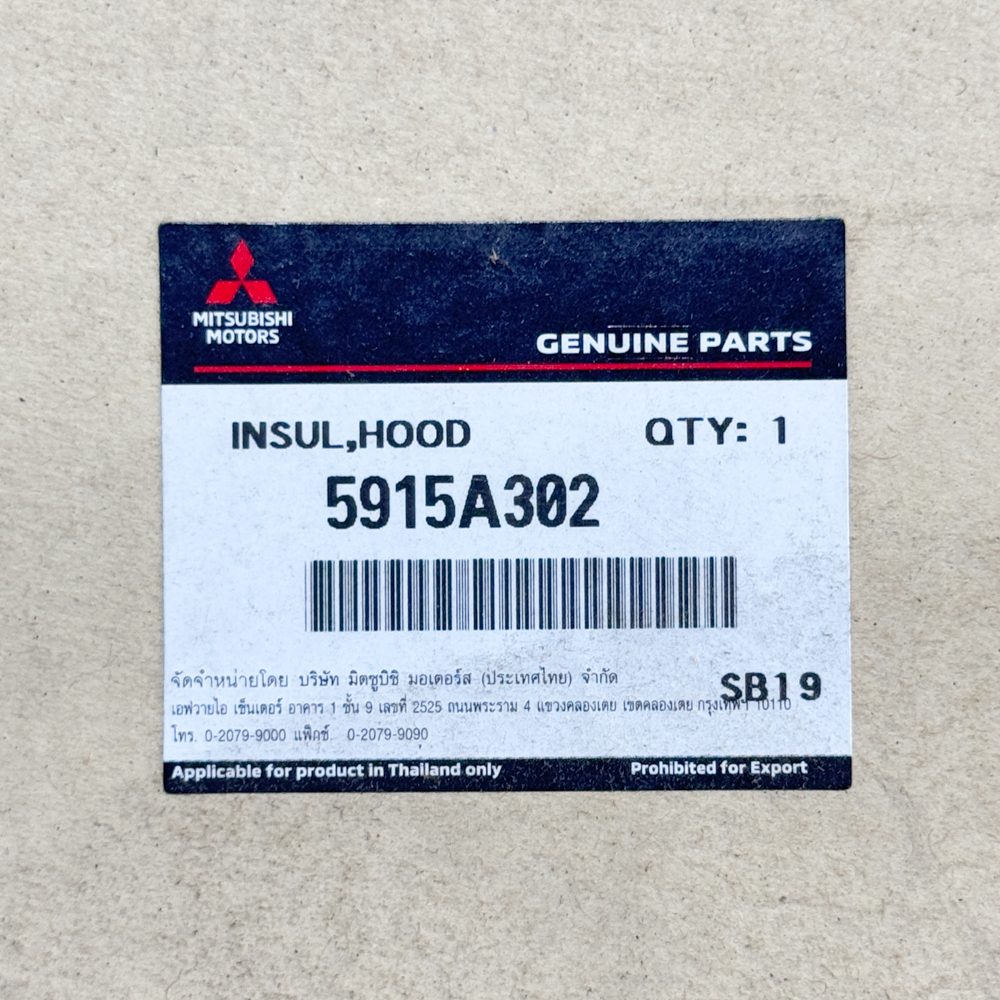 MITSUBISHI
MOTORS
GENUINE PARTS
INSUL,HOOD QTY: 1
5915A302
จัดจำหน่ายโดย บริษัท มิตซูบิชิ มอเตอร์ส (ประเทศไทย) จำกัด
SB19
เอฟวายไอ เซ็นเตอร์ อาคาร 1 ชั้น 9 เลขที่ 2525 ถนนพระราม 4 แขวงคลองเตย เขตคลองเตย กรุงเทพฯ 10110
โทร. 0-2079-9000 แฟ็กซ์. 0-2079-9090
Applicable for product in Thailand only Prohibited for Export